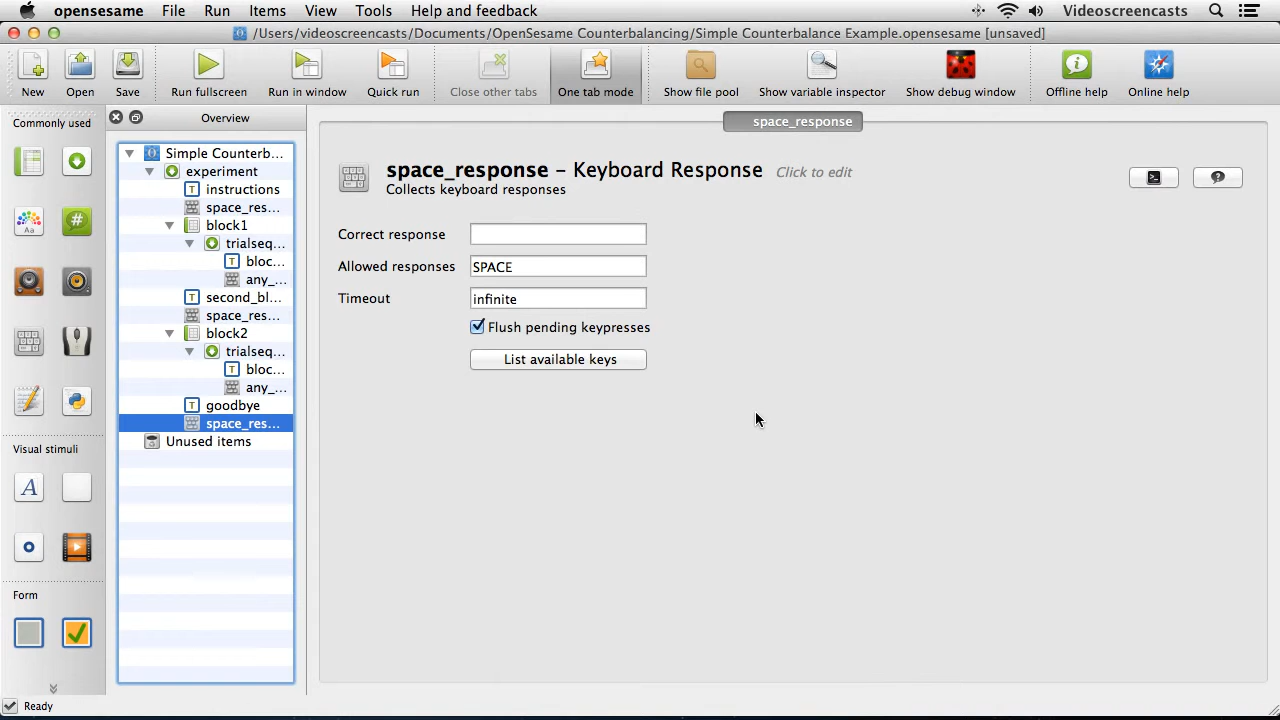 opensesame File Run Items View Tools Help and feedback Videoscreencasts
/Users/videoscreencasts/Documents/OpenSesame Counterbalancing/Simple Counterbalance Example.opensesame [unsaved]
New Open Save Run fullscreen Run in window Quick run Close other tabs One tab mode Show file pool Show variable inspector Show debug window Offline help Online help
Commonly used
Aa
#
Visual stimuli
A
Form
Overview
Simple Counterb...
experiment
T instructions
space_res...
block1
trialseq...
T bloc...
any_...
T second_bl...
space_res...
block2
trialseq...
T bloc...
any_...
T goodbye
space_res...
Unused items
space_response
space_response – Keyboard Response Click to edit
Collects keyboard responses
Correct response
Allowed responses SPACE
Timeout infinite
Flush pending keypresses
List available keys
Ready